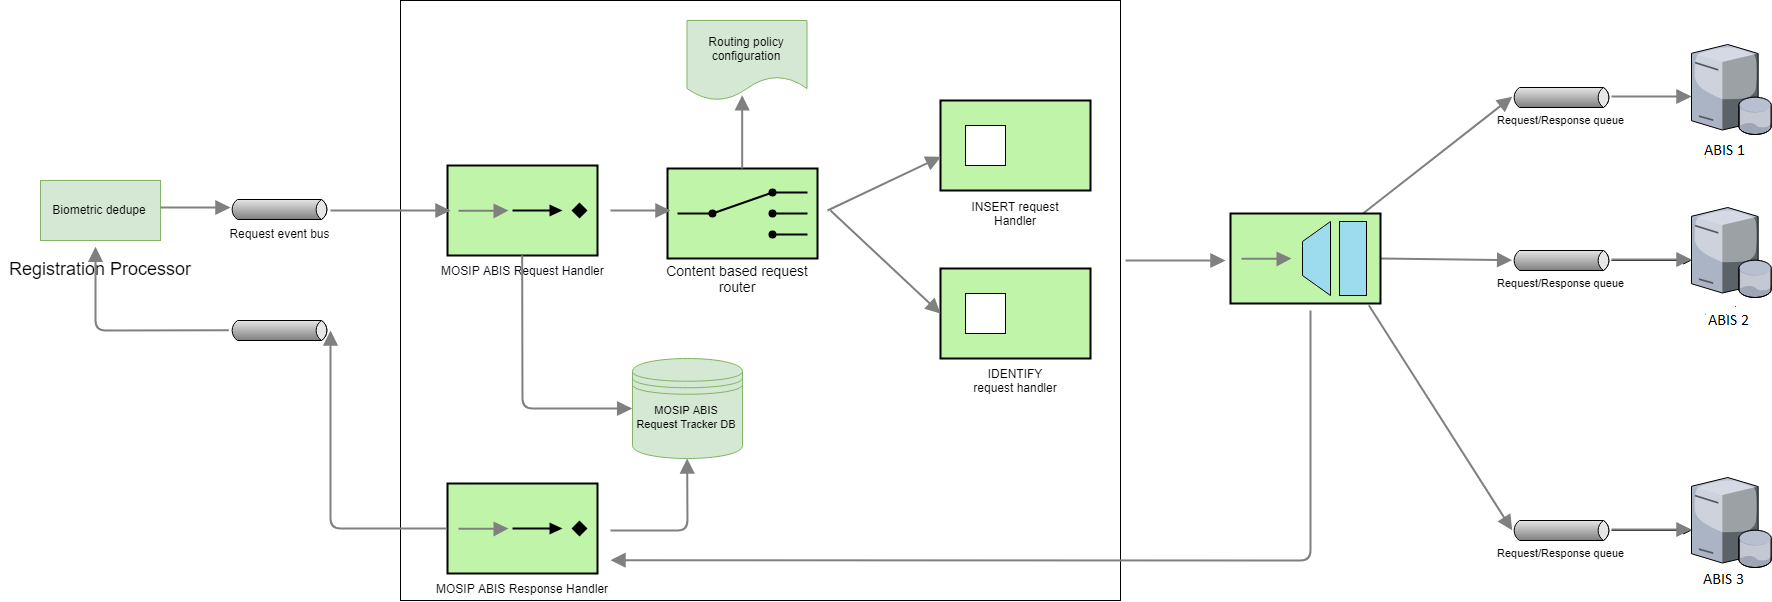 Routing policy
configuration
Biometric dedupe
Request event bus
Registration Processor
MOSIP ABIS Request Handler
Content based request
router
INSERT request
Handler
IDENTIFY
request handler
MOSIP ABIS
Request Tracker DB
MOSIP ABIS Response Handler
Request/Response queue
ABIS 1
Request/Response queue
ABIS 2
Request/Response queue
ABIS 3